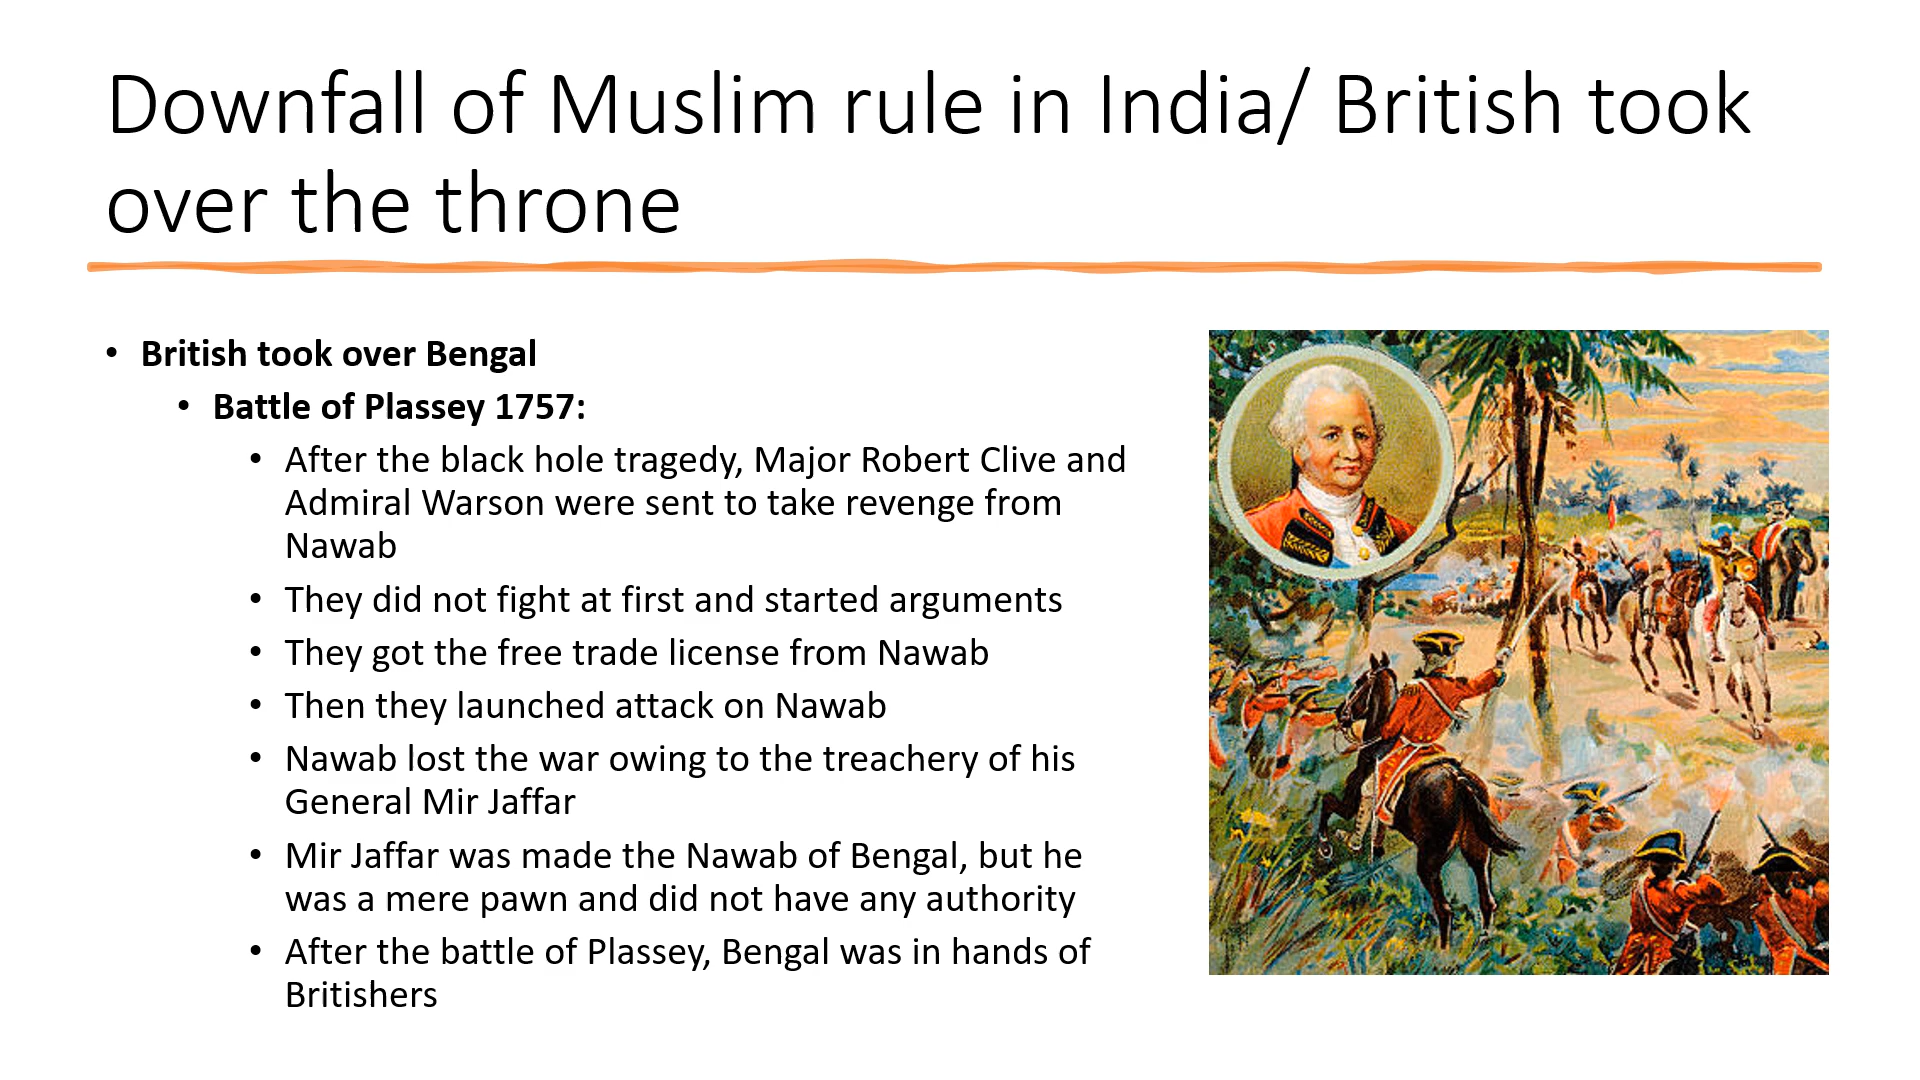 Downfall of Muslim rule in India/ British took
over the throne
• British took over Bengal
• Battle of Plassey 1757:
• After the black hole tragedy, Major Robert Clive and
Admiral Warson were sent to take revenge from
Nawab
• They did not fight at first and started arguments
• They got the free trade license from Nawab
• Then they launched attack on Nawab
• Nawab lost the war owing to the treachery of his
General Mir Jaffar
• Mir Jaffar was made the Nawab of Bengal, but he
was a mere pawn and did not have any authority
• After the battle of Plassey, Bengal was in hands of
Britishers